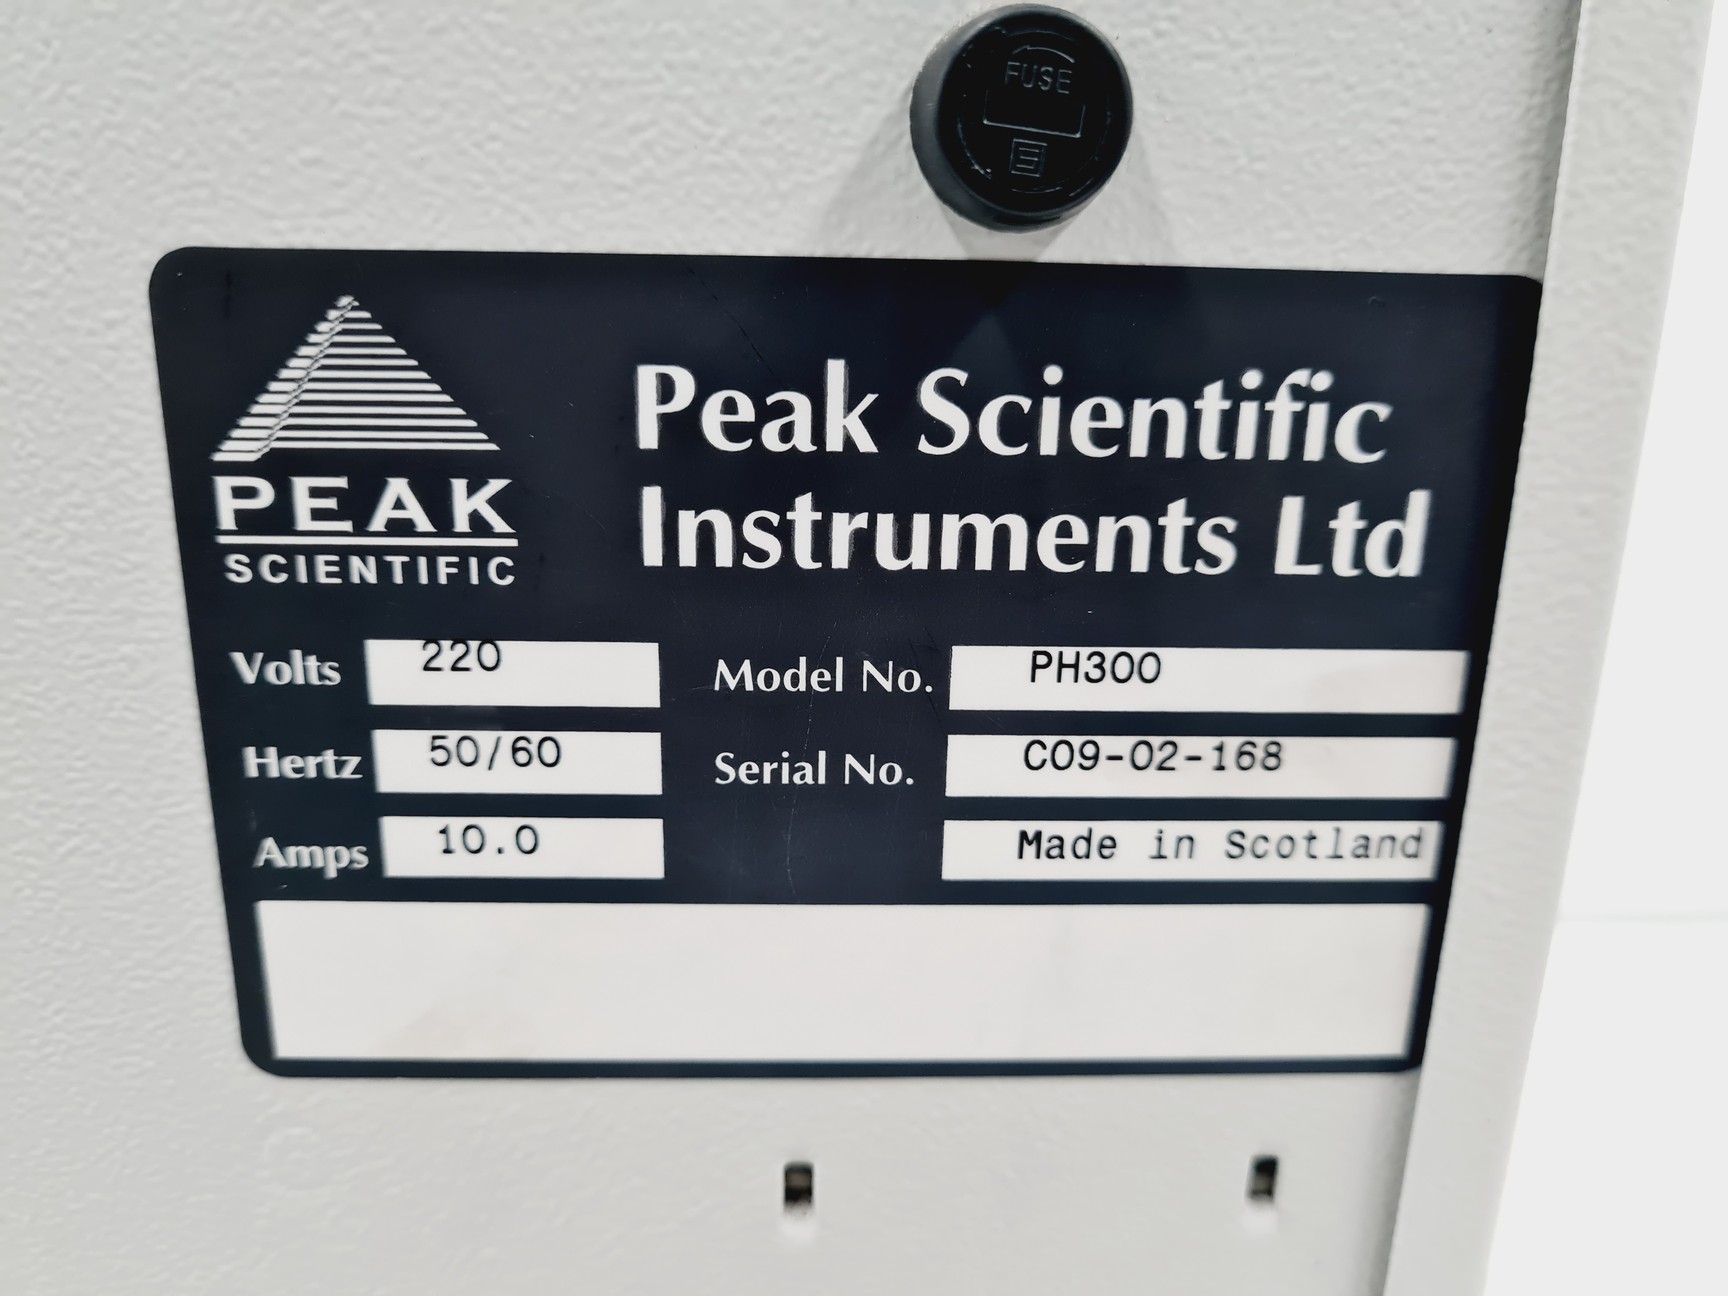 FUSE
PEAK
SCIENTIFIC
Peak Scientific
Instruments Ltd
Volts 220
Model No. PH300
Hertz 50/60
Serial No. C09-02-168
Amps 10.0
Made in Scotland